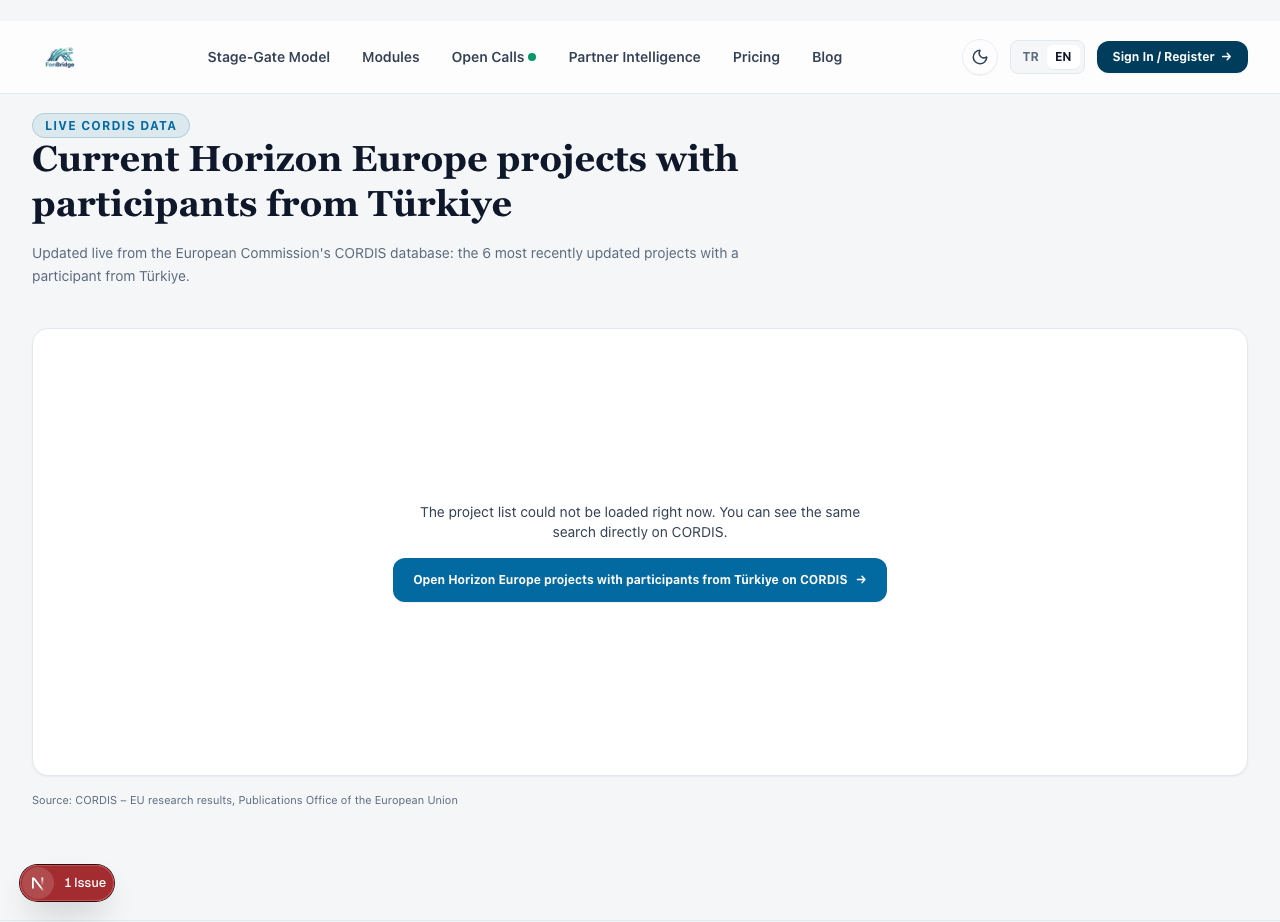 FonBridge
Stage-Gate Model
Modules
Open Calls
Partner Intelligence
Pricing
Blog
TR
EN
Sign In / Register →
LIVE CORDIS DATA
Current Horizon Europe projects with
participants from Türkiye
Updated live from the European Commission's CORDIS database: the 6 most recently updated projects with a
participant from Türkiye.
The project list could not be loaded right now. You can see the same
search directly on CORDIS.
Open Horizon Europe projects with participants from Türkiye on CORDIS →
Source: CORDIS – EU research results, Publications Office of the European Union
N
1 Issue